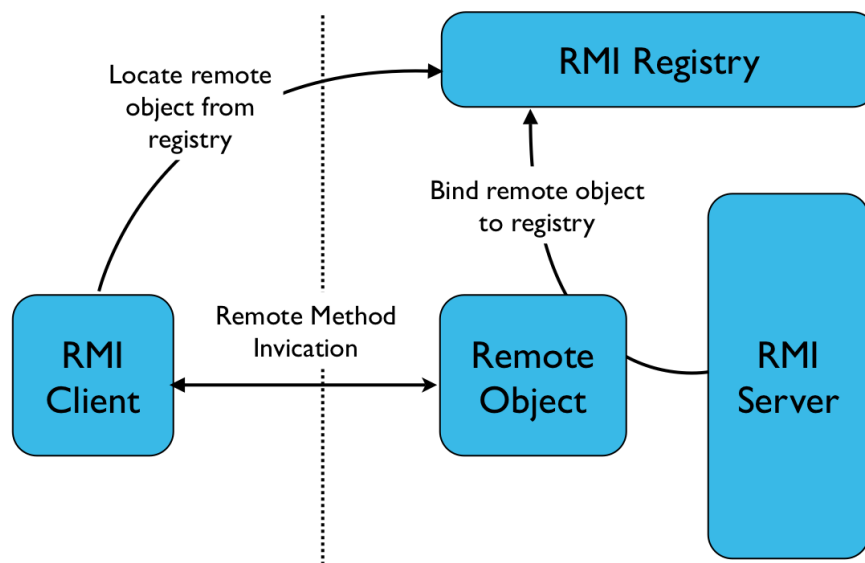 Locate remote
object from
registry
RMI Registry
Bind remote object
to registry
Remote Method
Invication
RMI
Client
Remote
Object
RMI
Server